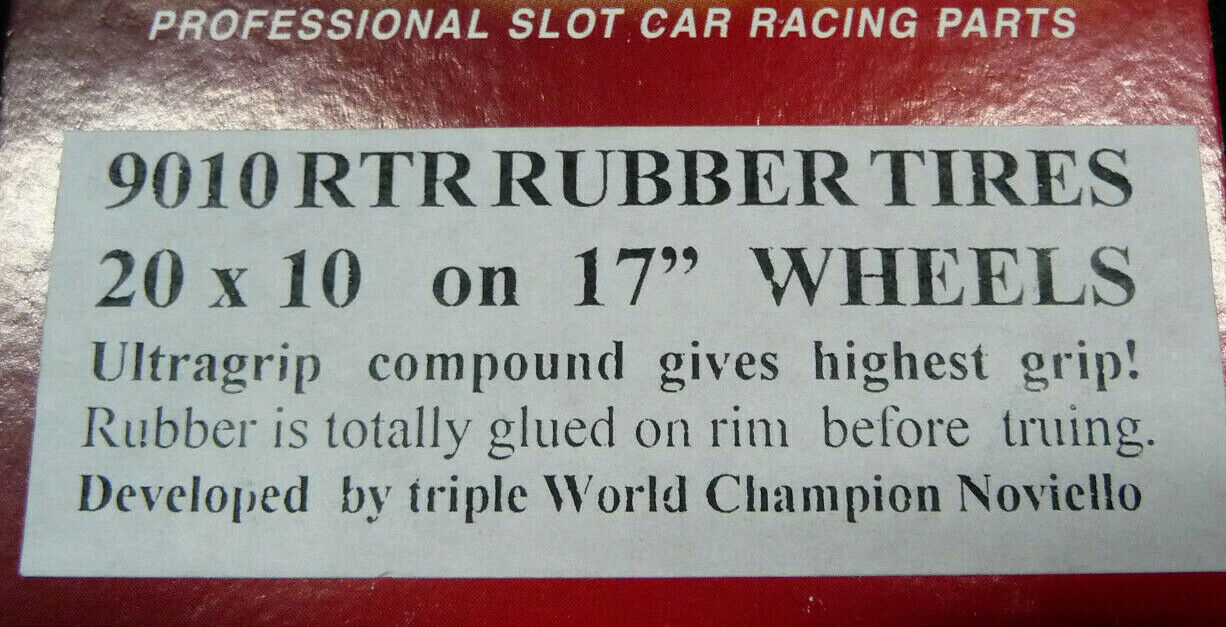 PROFESSIONAL SLOT CAR RACING PARTS
9010 RTR RUBBER TIRES
20 x 10 on 17” WHEELS
Ultragrip compound gives highest grip!
Rubber is totally glued on rim before truing.
Developed by triple World Champion Noviello